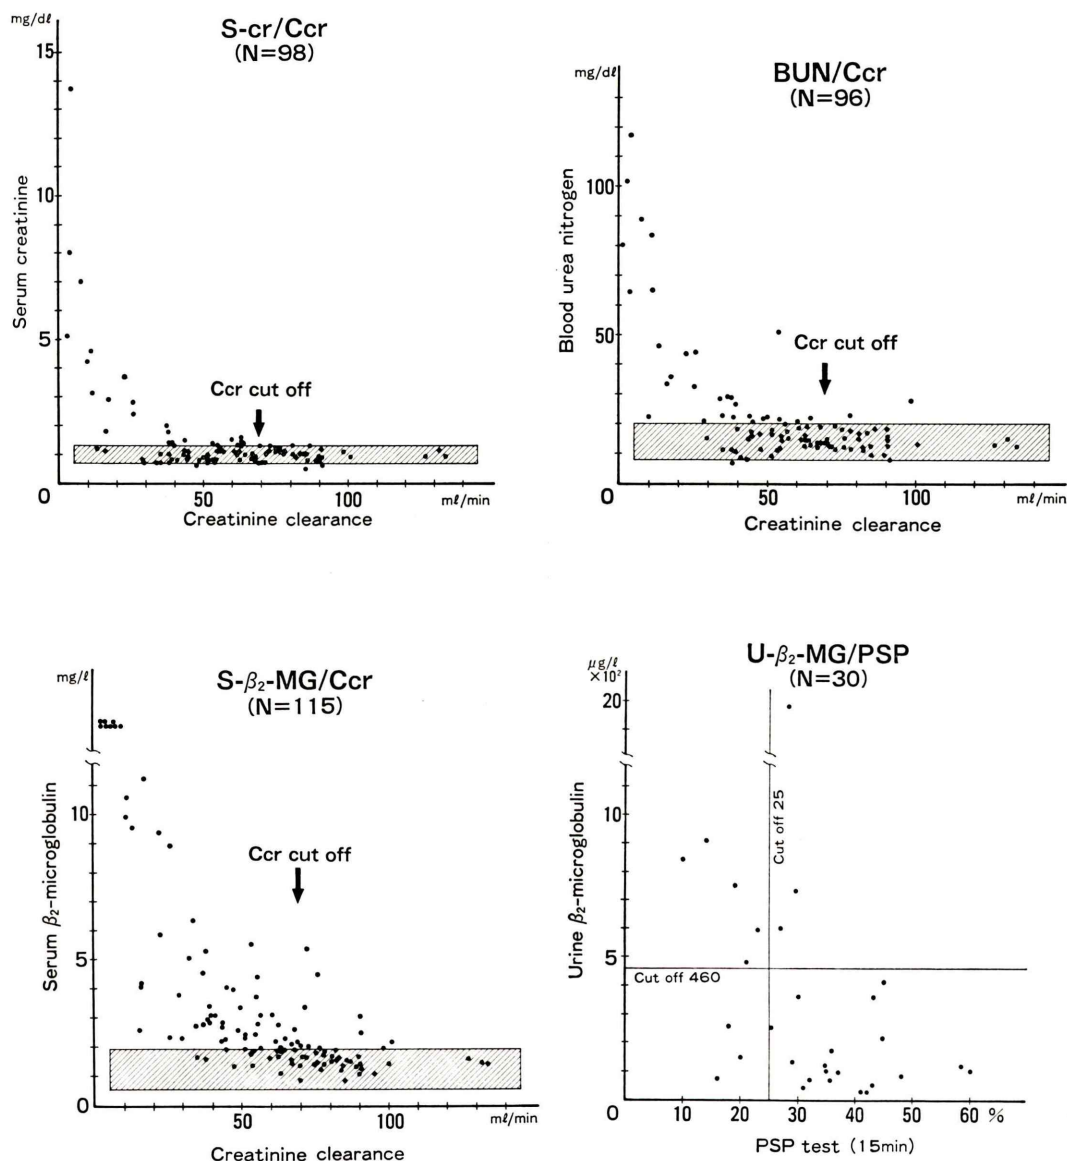 mg/dℓ
S-cr/Ccr
(N=98)
15
10
5
0
Serum creatinine
Ccr cut off
50
100
mℓ/min
Creatinine clearance
mg/dℓ
BUN/Ccr
(N=96)
100
50
0
Blood urea nitrogen
Ccr cut off
50
100
mℓ/min
Creatinine clearance
mg/l
S-β₂-MG/Ccr
(N=115)
10
5
0
Serum β₂-microglobulin
Ccr cut off
50
100
mℓ/min
Creatinine clearance
μg/ℓ
×10²
U-β₂-MG/PSP
(N=30)
20
10
5
0
Urine β₂-microglobulin
Cut off 25
Cut off 460
10
20
30
40
50
60
%
PSP test (15min)